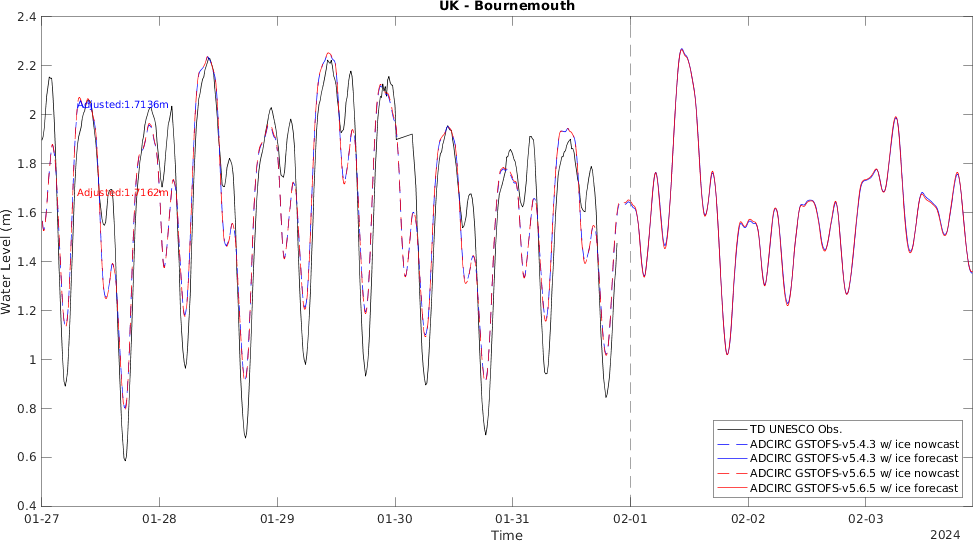 UK - Bournemouth
2.4
2.2
2
1.8
1.6
1.4
1.2
1
0.8
0.6
0.4
Water Level (m)
Adjusted:1.7136m
Adjusted:1.7162m
TD UNESCO Obs.
ADCIRC GSTOFS-v5.4.3 w/ ice nowcast
ADCIRC GSTOFS-v5.4.3 w/ ice forecast
ADCIRC GSTOFS-v5.6.5 w/ ice nowcast
ADCIRC GSTOFS-v5.6.5 w/ ice forecast
01-27 01-28 01-29 01-30 01-31 02-01 02-02 02-03
Time
2024